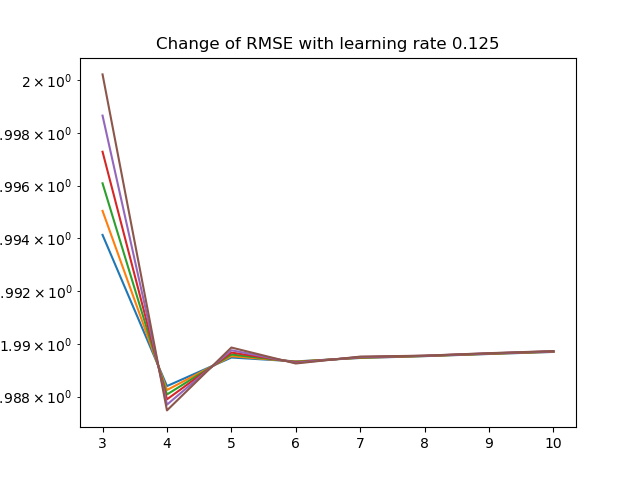 Change of RMSE with learning rate 0.125
2 × 10⁰
.998 × 10⁰
.996 × 10⁰
.994 × 10⁰
.992 × 10⁰
1.99 × 10⁰
.988 × 10⁰
3 4 5 6 7 8 9 10